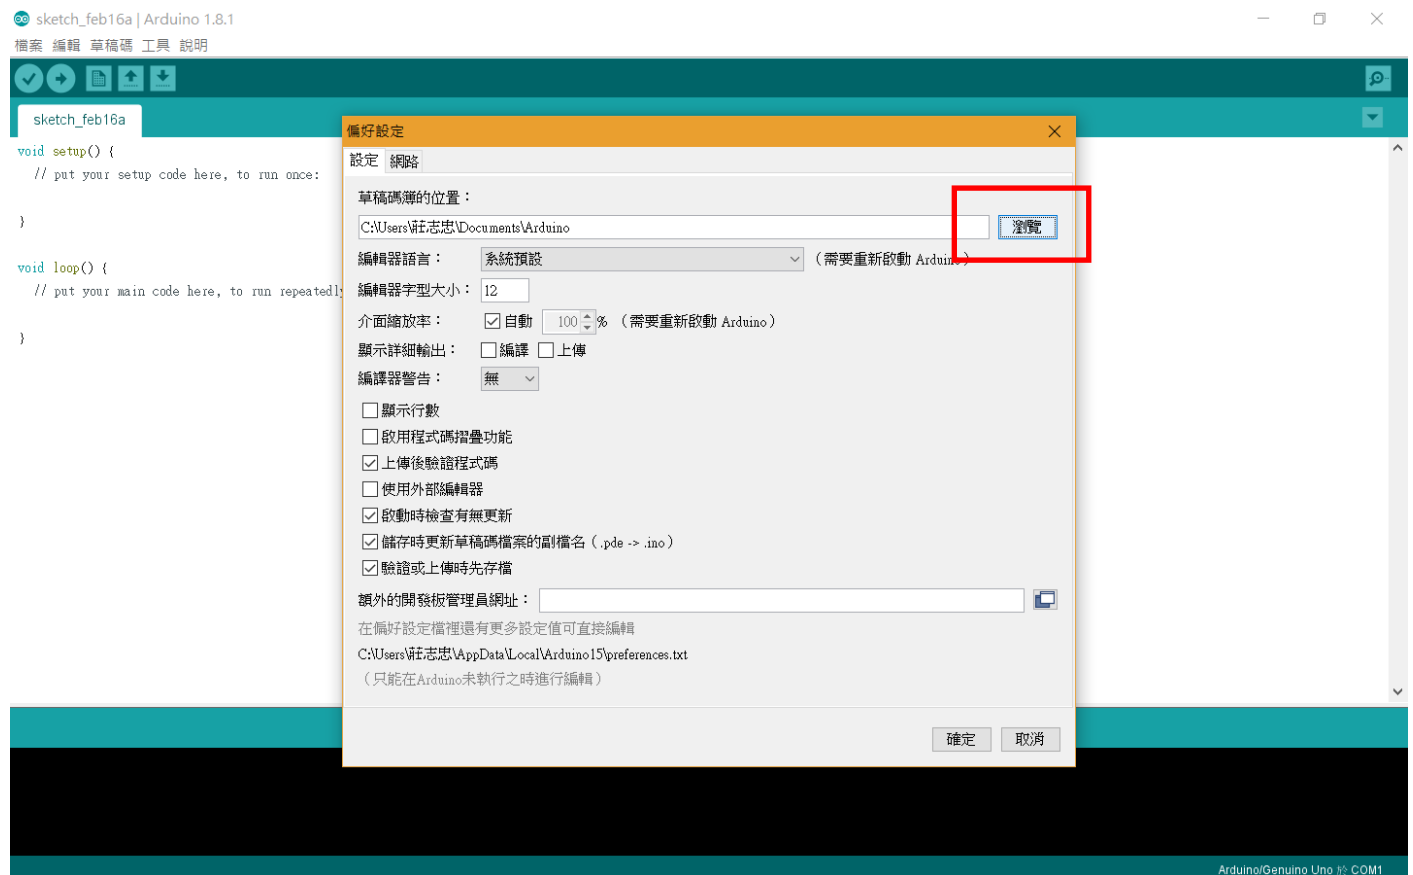 sketch_feb16a | Arduino 1.8.1
檔案 編輯 草稿碼 工具 說明
sketch_feb16a
void setup() {
// put your setup code here, to run once:
}
void loop() {
// put your main code here, to run repeatedly
}
偏好設定
設定 網路
草稿碼簿的位置：
C:\Users\莊志忠\Documents\Arduino 瀏覽
編輯器語言： 系統預設 （需要重新啟動 Arduino）
編輯器字型大小： 12
介面縮放率： 自動 100 % （需要重新啟動 Arduino）
顯示詳細輸出： 編譯 上傳
編譯器警告： 無
顯示行數
啟用程式碼摺疊功能
上傳後驗證程式碼
使用外部編輯器
啟動時檢查有無更新
儲存時更新草稿碼檔案的副檔名（.pde -> .ino）
驗證或上傳時先存檔
額外的開發板管理員網址：
在偏好設定檔裡還有更多設定值可直接編輯
C:\Users\莊志忠\AppData\Local\Arduino15\preferences.txt
（只能在Arduino未執行之時進行編輯）
確定 取消
Arduino/Genuino Uno 於 COM1